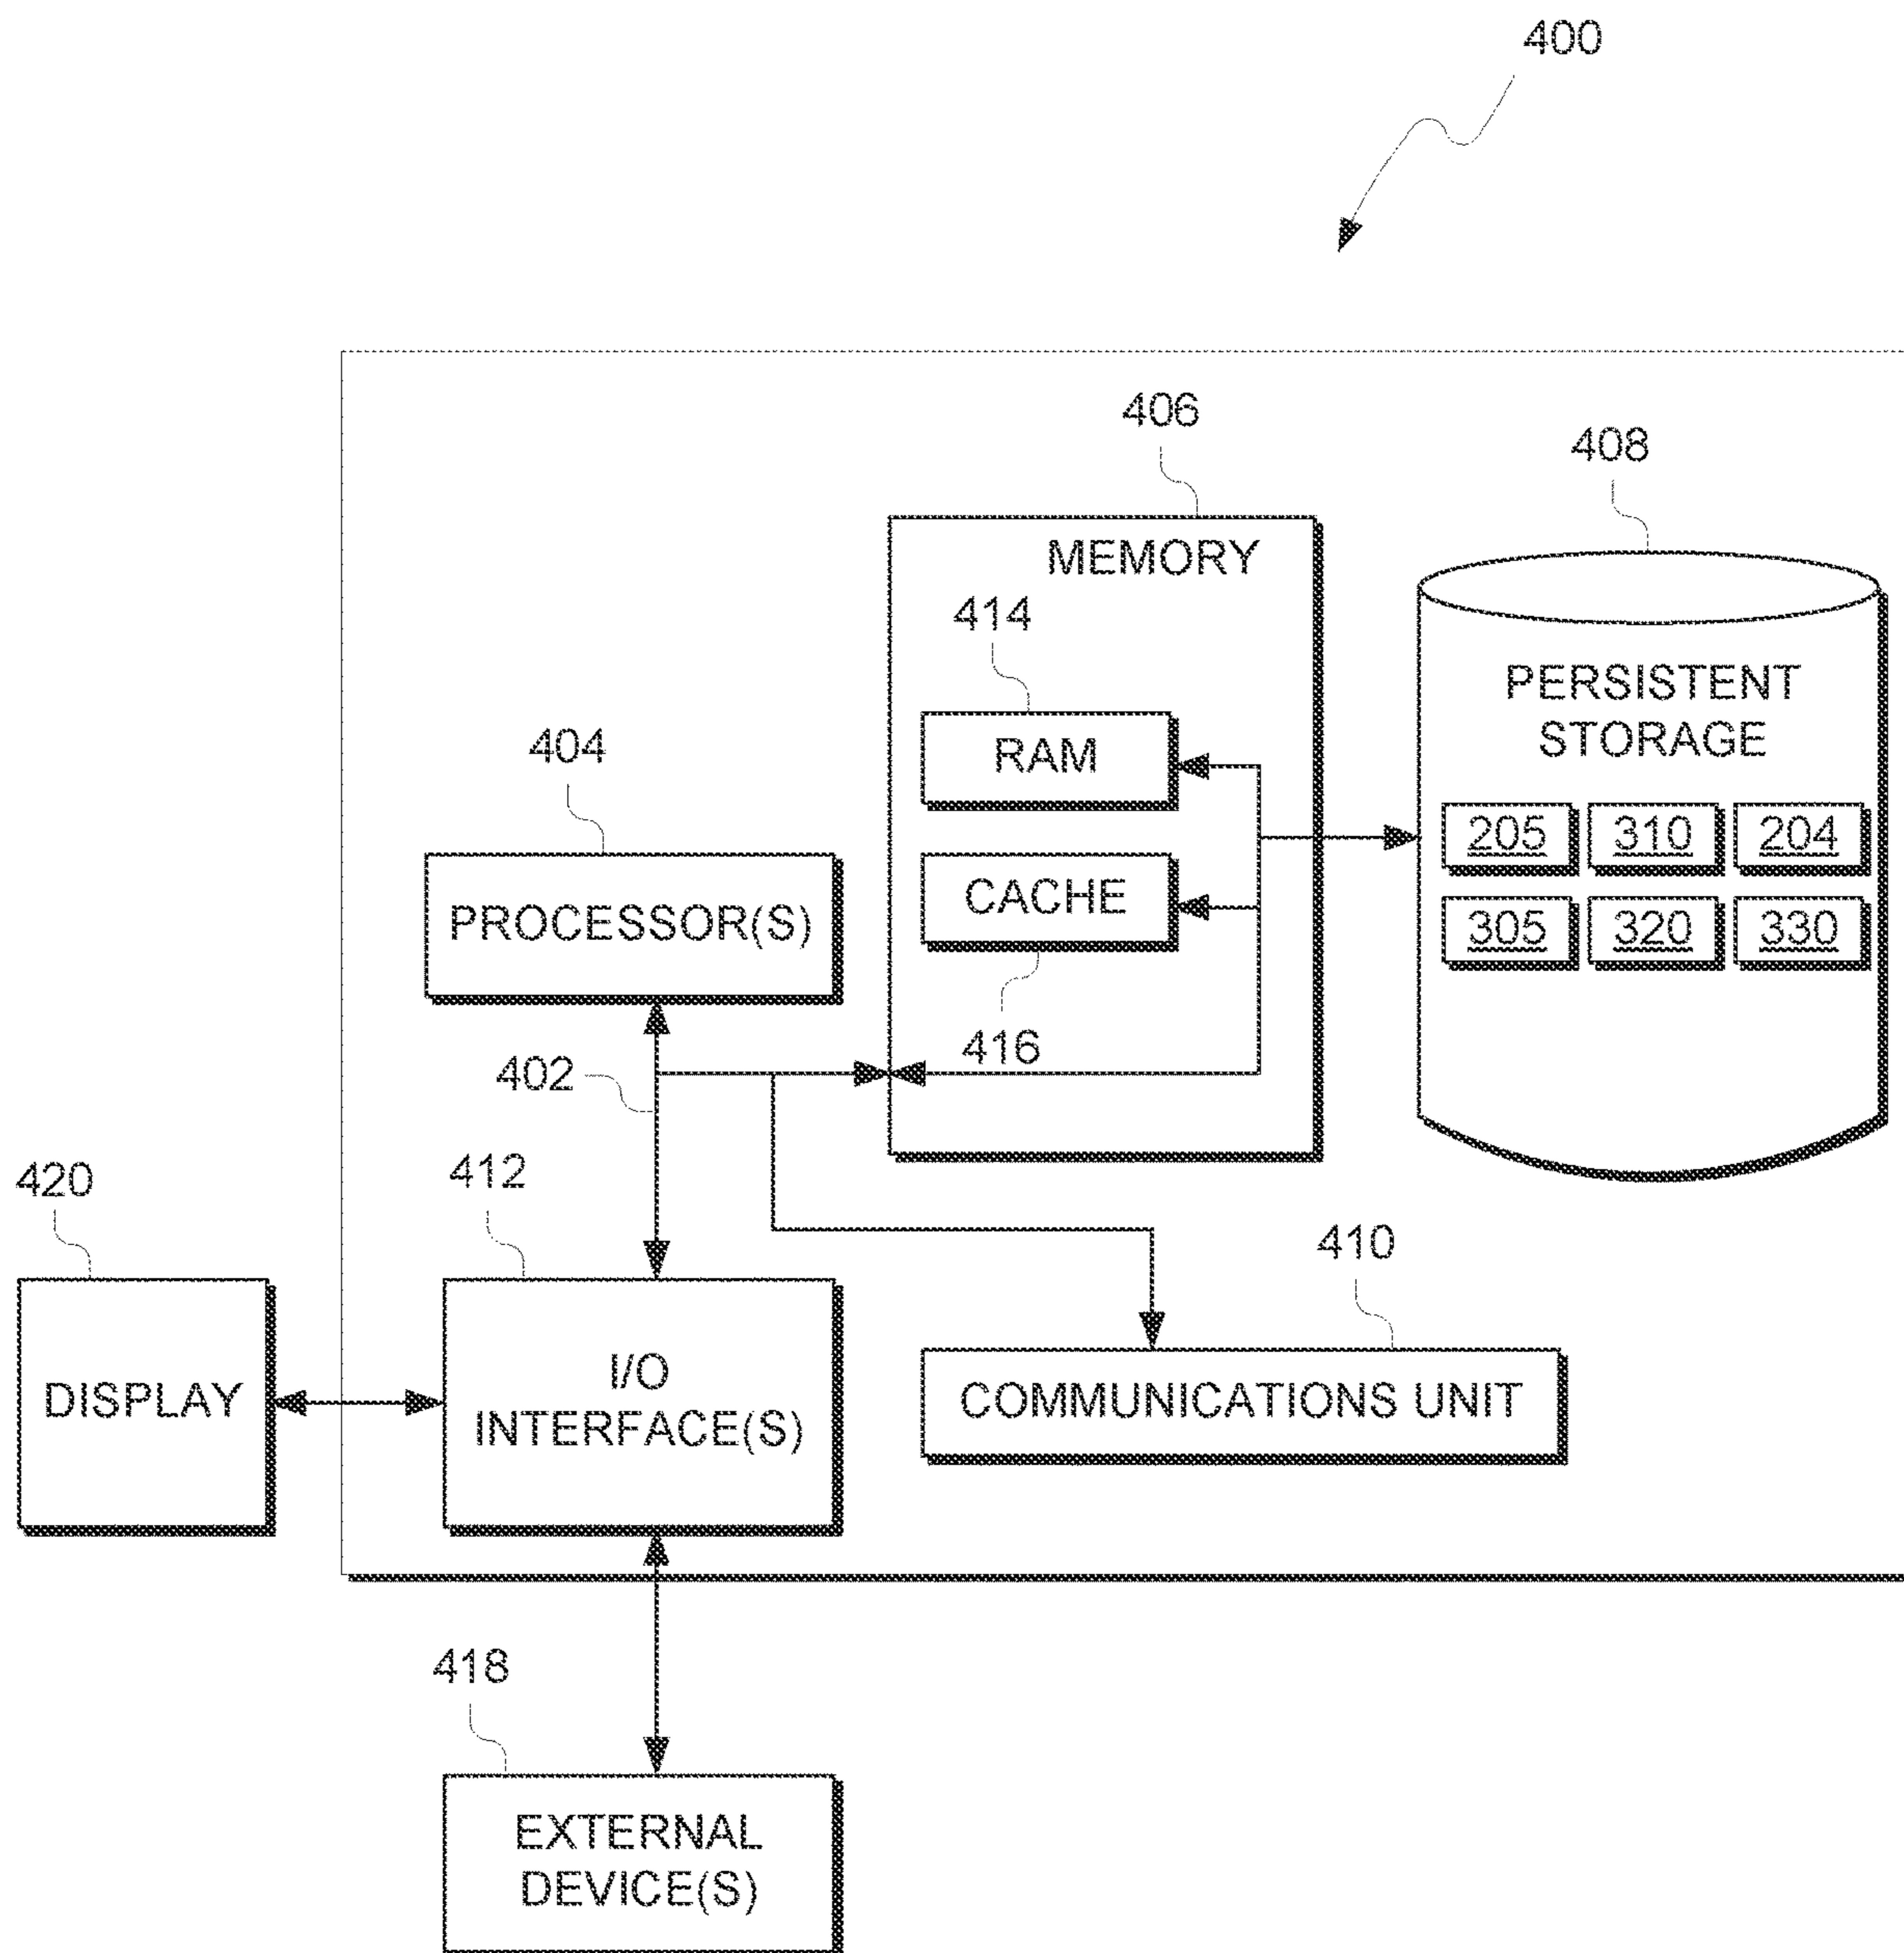 400
406
408
MEMORY
414
PERSISTENT
STORAGE
RAM
404
205 310 204
CACHE
PROCESSOR(S)
305 320 330
416
402
420
412
410
DISPLAY
I/O
INTERFACE(S)
COMMUNICATIONS UNIT
418
EXTERNAL
DEVICE(S)